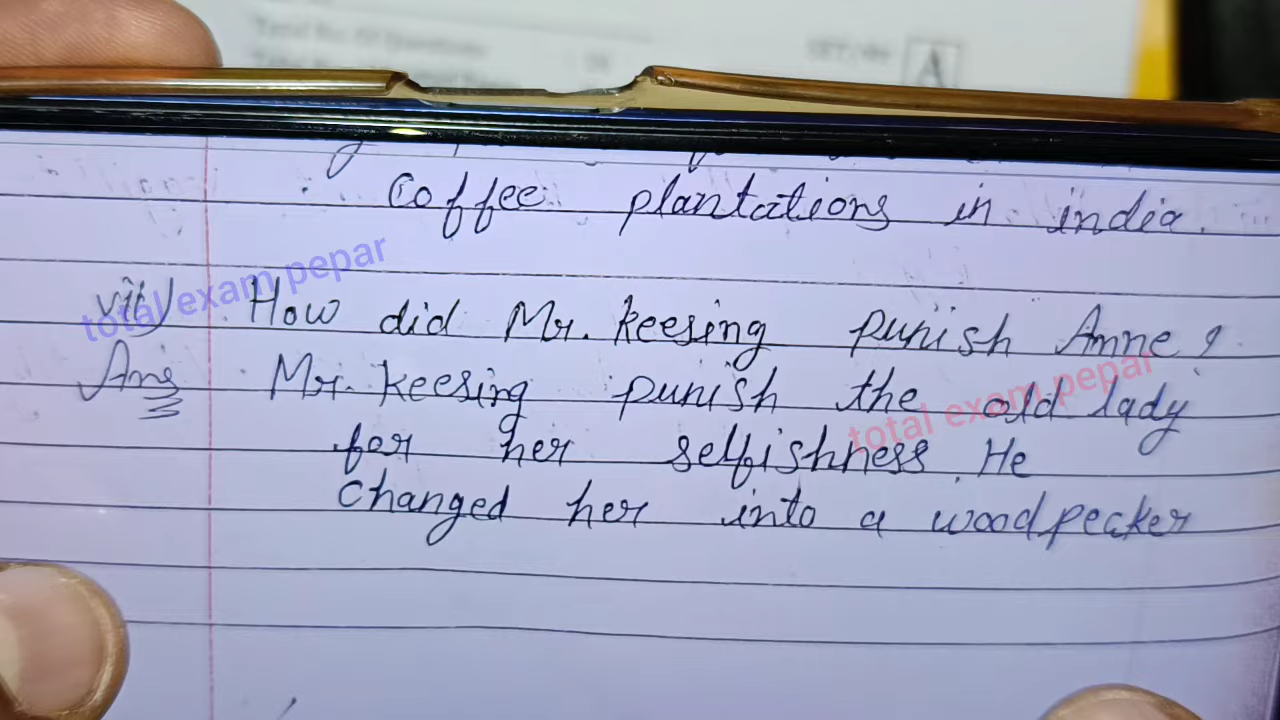 A
coffee plantations in india.
total exam pepar
vii) How did Mr. keesing punish Anne?
Ans Mr. keesing punish the old lady
total exam pepar
for her selfishness. He
changed her into a woodpecker